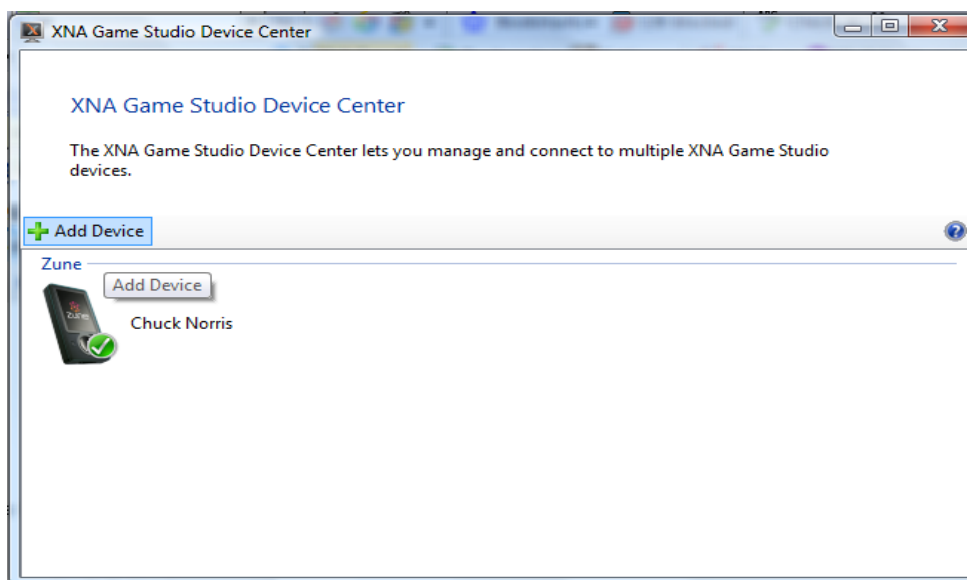 XNA Game Studio Device Center
XNA Game Studio Device Center
The XNA Game Studio Device Center lets you manage and connect to multiple XNA Game Studio
devices.
Add Device
Zune
Add Device
zune
Chuck Norris